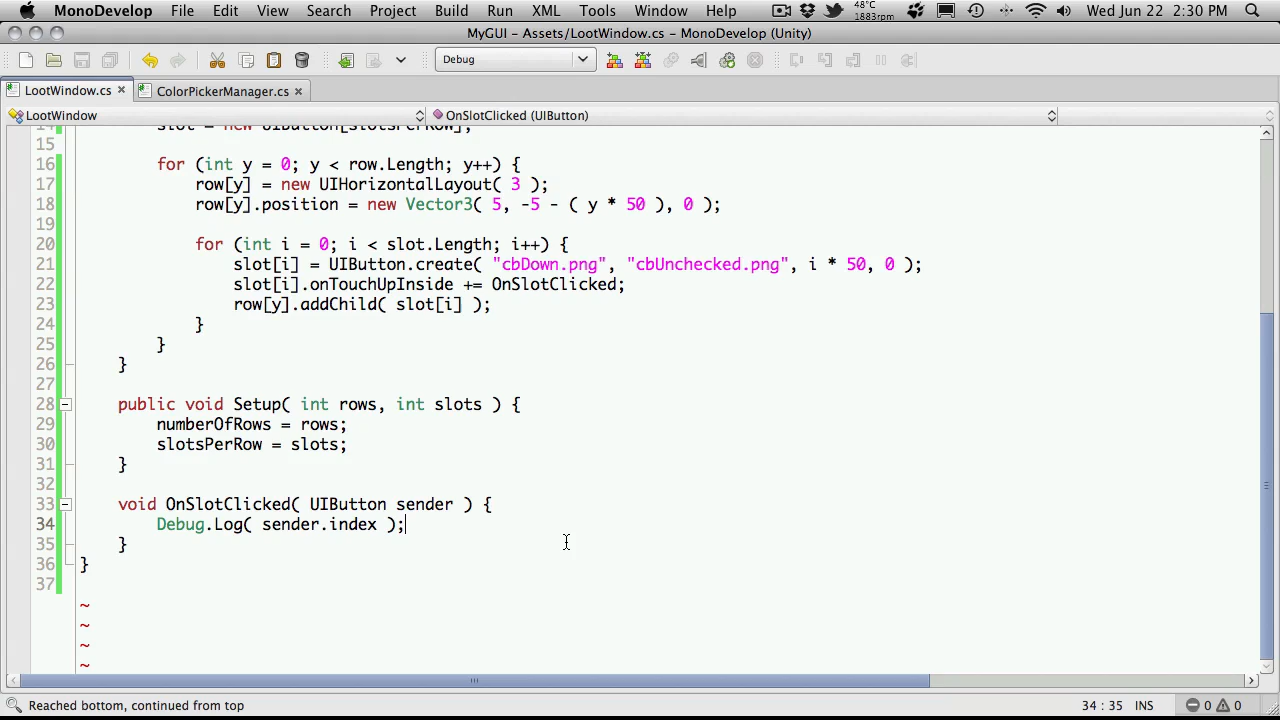 MonoDevelop File Edit View Search Project Build Run XML Tools Window Help 48°C 1883rpm Wed Jun 22 2:30 PM
MyGUI - Assets/LootWindow.cs - MonoDevelop (Unity)
Debug
LootWindow.cs × ColorPickerManager.cs ×
LootWindow OnSlotClicked (UIButton)
14 slot = new UIButton[slotsPerRow];
15
16 for (int y = 0; y < row.Length; y++) {
17 row[y] = new UIHorizontalLayout( 3 );
18 row[y].position = new Vector3( 5, -5 - ( y * 50 ), 0 );
19
20 for (int i = 0; i < slot.Length; i++) {
21 slot[i] = UIButton.create( "cbDown.png", "cbUnchecked.png", i * 50, 0 );
22 slot[i].onTouchUpInside += OnSlotClicked;
23 row[y].addChild( slot[i] );
24 }
25 }
26 }
27
28 public void Setup( int rows, int slots ) {
29 numberOfRows = rows;
30 slotsPerRow = slots;
31 }
32
33 void OnSlotClicked( UIButton sender ) {
34 Debug.Log( sender.index );
35 }
36 }
37
~
~
~
~
Reached bottom, continued from top 34 : 35 INS 0 0